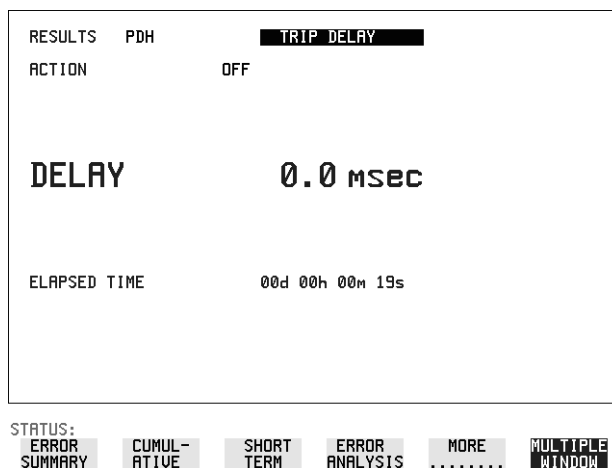 RESULTS PDH TRIP DELAY
ACTION OFF
DELAY 0.0 msec
ELAPSED TIME 00d 00h 00m 19s
STATUS:
ERROR SUMMARY CUMUL-ATIVE SHORT TERM ERROR ANALYSIS MORE ........ MULTIPLE WINDOW